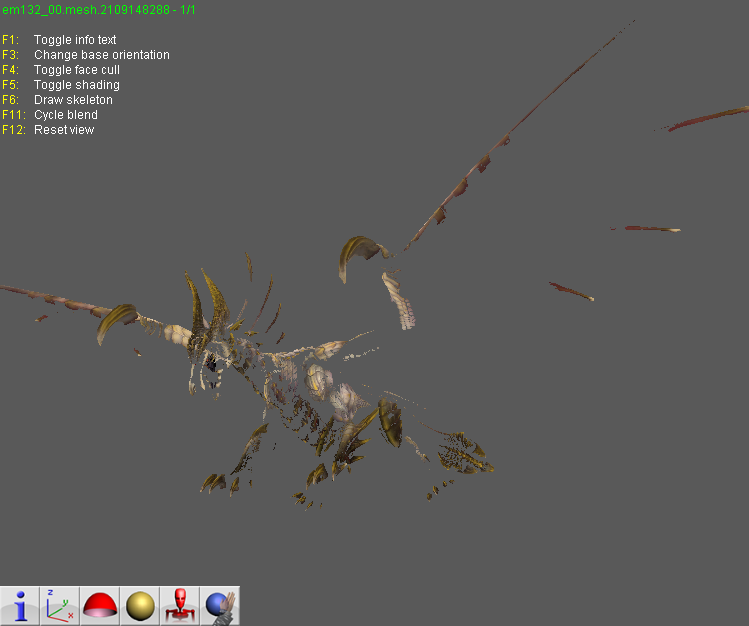 em132_00.mesh.2109148288 - 1/1
F1: Toggle info text
F3: Change base orientation
F4: Toggle face cull
F5: Toggle shading
F6: Draw skeleton
F11: Cycle blend
F12: Reset view
z
y
x